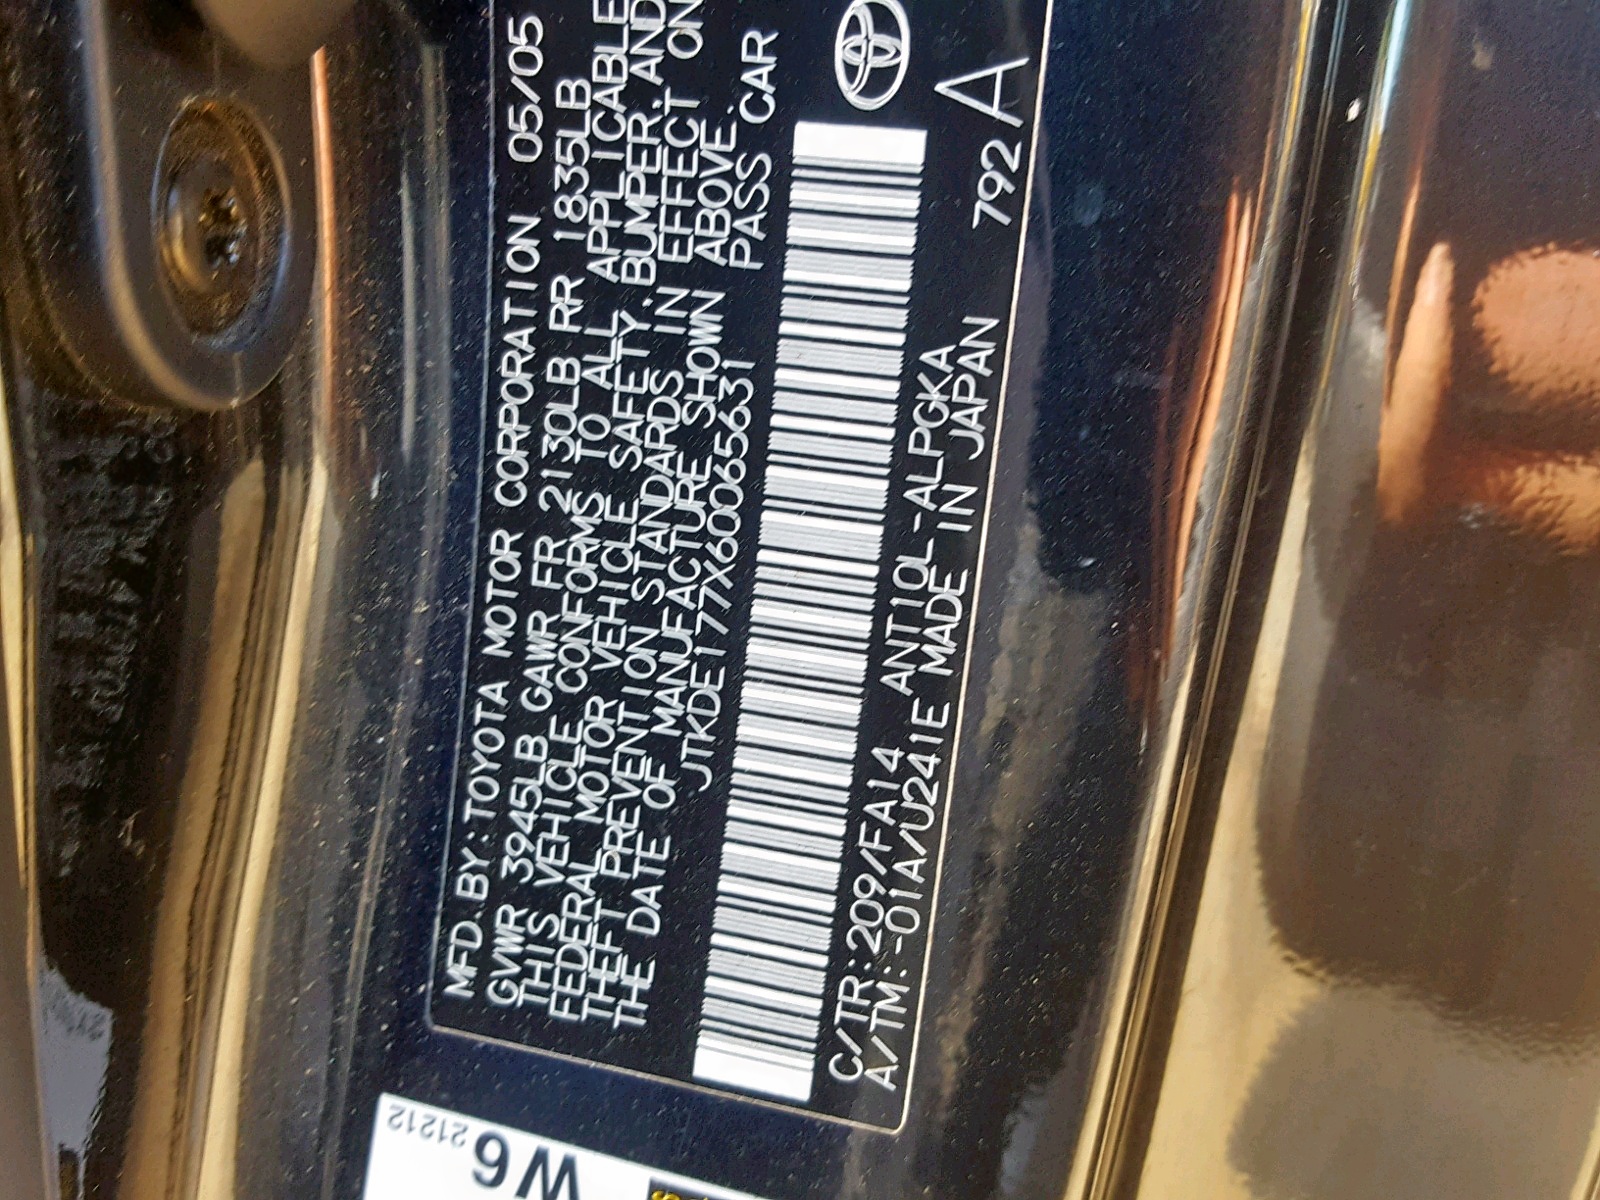 MFD.BY:TOYOTA MOTOR CORPORATION 05/05
GVWR 3945LB GAWR FR 2130LB RR 1835LB
THIS VEHICLE CONFORMS TO ALL APPLICABLE
FEDERAL MOTOR VEHICLE SAFETY, BUMPER, AND
THEFT PREVENTION STANDARDS IN EFFECT ON
THE DATE OF MANUFACTURE SHOWN ABOVE.
JTKDE177X60065631 PASS CAR
C/TR:209/FA14 ANT10L-ALPGKA
A/TM:-01A/U241E MADE IN JAPAN 792 A
21212
W6